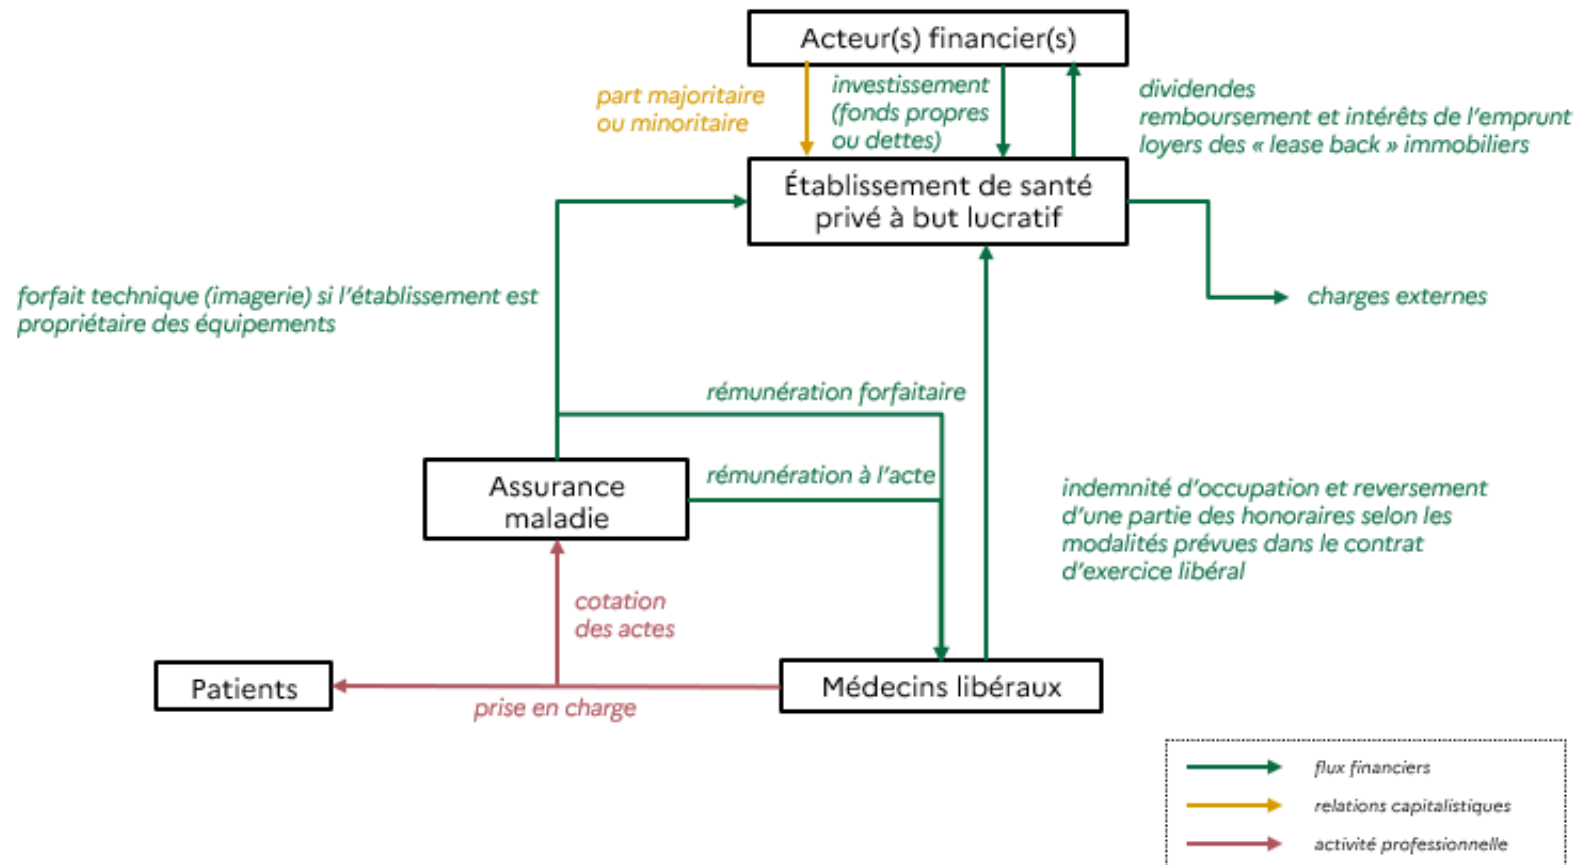 Acteur(s) financier(s)
part majoritaire
ou minoritaire
investissement
(fonds propres
ou dettes)
dividendes
remboursement et intérêts de l'emprunt
loyers des « lease back » immobiliers
Établissement de santé
privé à but lucratif
forfait technique (imagerie) si l'établissement est
propriétaire des équipements
charges externes
rémunération forfaitaire
Assurance
maladie
rémunération à l'acte
indemnité d'occupation et reversement
d'une partie des honoraires selon les
modalités prévues dans le contrat
d'exercice libéral
cotation
des actes
Patients
prise en charge
Médecins libéraux
flux financiers
relations capitalistiques
activité professionnelle